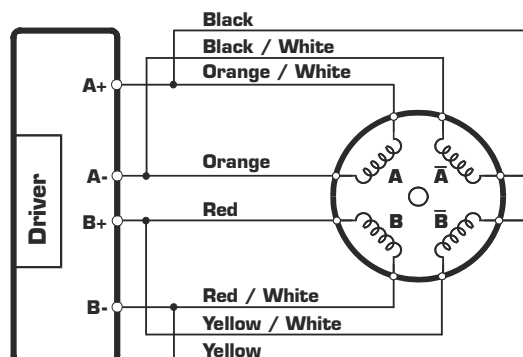 Black
Black / White
Orange / White
A+
Orange
A-
A
A̅
B+
Red
B
B̅
Driver
B-
Red / White
Yellow / White
Yellow